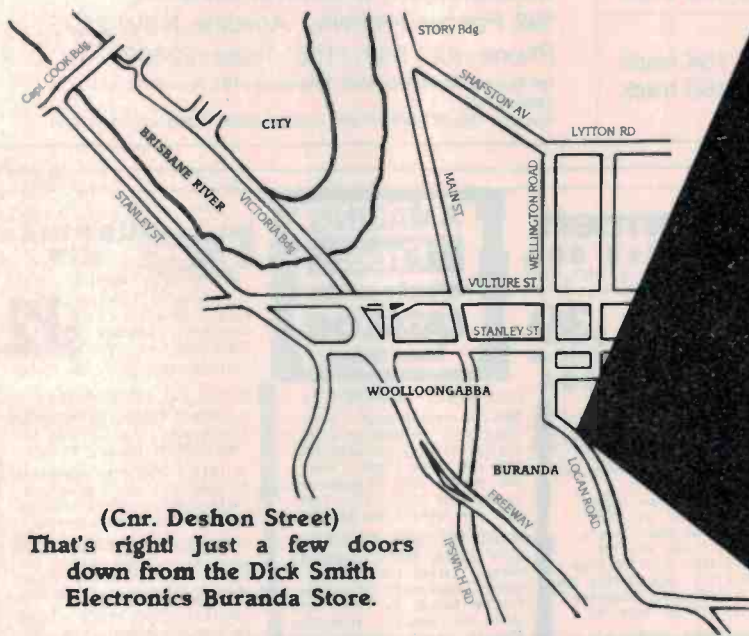 STORY Bdg
Capt. COOK Bdg
SHAFSTON AV
CITY
LYTTON RD
BRISBANE RIVER
MAIN ST
WELLINGTON ROAD
STANLEY ST
VICTORIA Bdg
VULTURE ST
STANLEY ST
WOOLLOONGABBA
BURANDA
LOGAN ROAD
FREEWAY
IPSWICH RD
(Cnr. Deshon Street)
That's right! Just a few doors
down from the Dick Smith
Electronics Buranda Store.